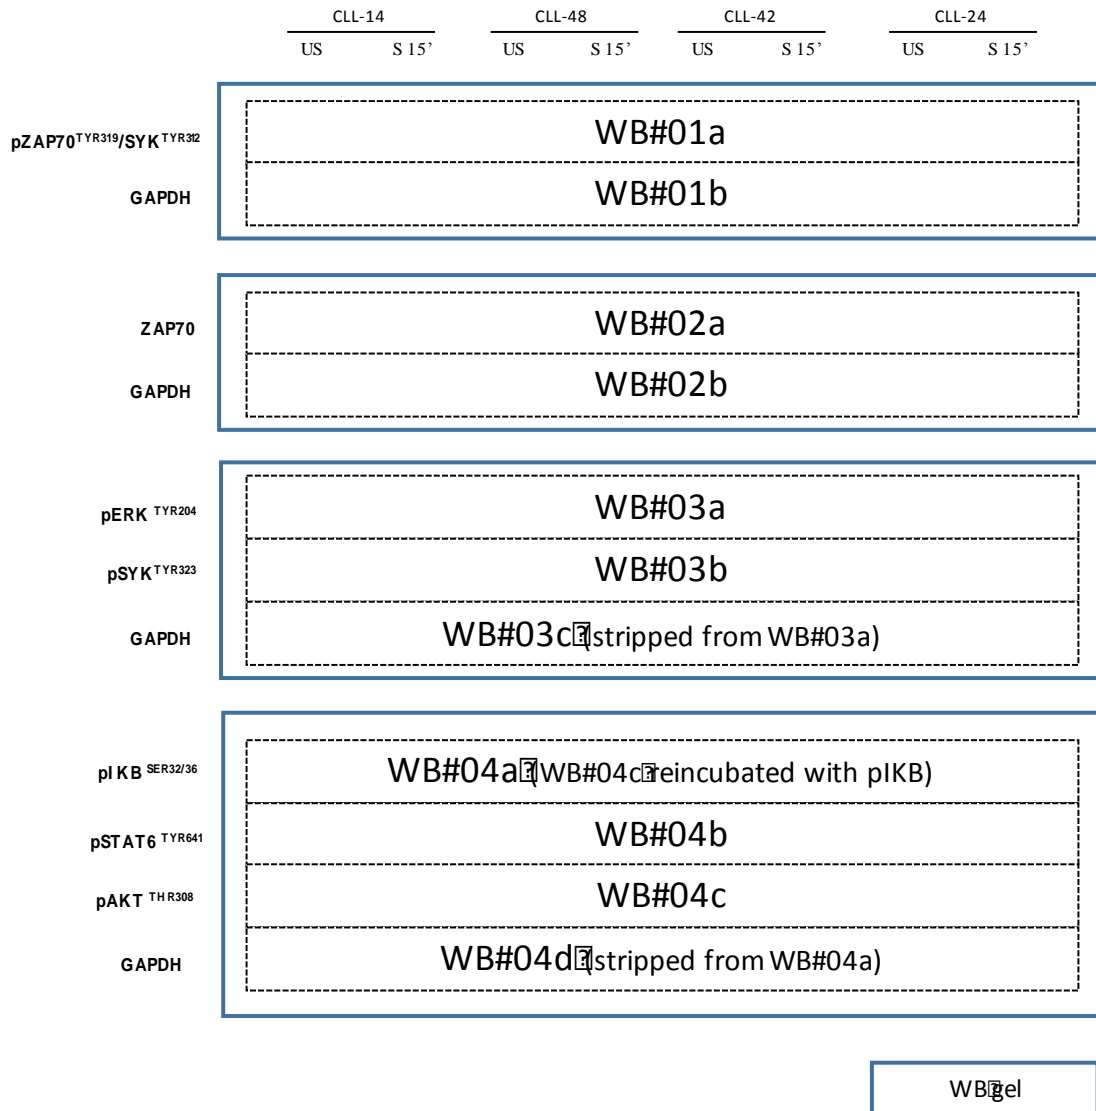 CLL-14 CLL-48 CLL-42 CLL-24
US S 15’ US S 15’ US S 15’ US S 15’
pZAP70TYR319/SYKTYR312 WB#01a
GAPDH WB#01b
ZAP70 WB#02a
GAPDH WB#02b
pERK TYR204 WB#03a
pSYKTYR323 WB#03b
GAPDH WB#03c (stripped from WB#03a)
pIKB SER32/36 WB#04a (WB#04c reincubated with pIKB)
pSTAT6 TYR641 WB#04b
pAKT THR308 WB#04c
GAPDH WB#04d (stripped from WB#04a)
WB gel